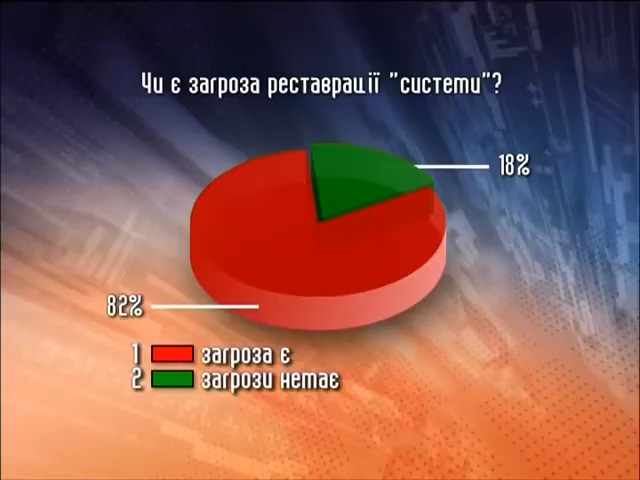 Чи є загроза реставрації "системи"?
18%
82%
1 загроза є
2 загрози немає